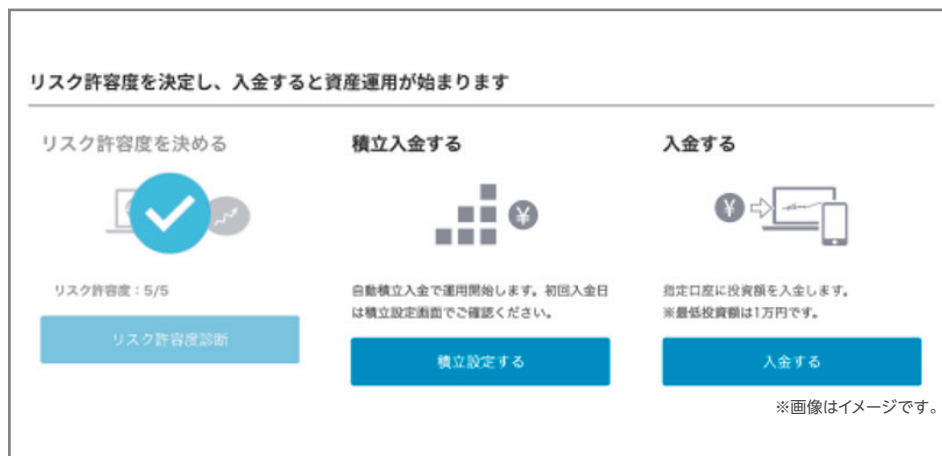 リスク許容度を決定し、入金すると資産運用が始まります
リスク許容度を決める
リスク許容度：5/5
リスク許容度診断
積立入金する
¥
自動積立入金で運用開始します。初回入金日
は積立設定画面でご確認ください。
積立設定する
入金する
¥
指定口座に投資額を入金します。
※最低投資額は1万円です。
入金する
※画像はイメージです。